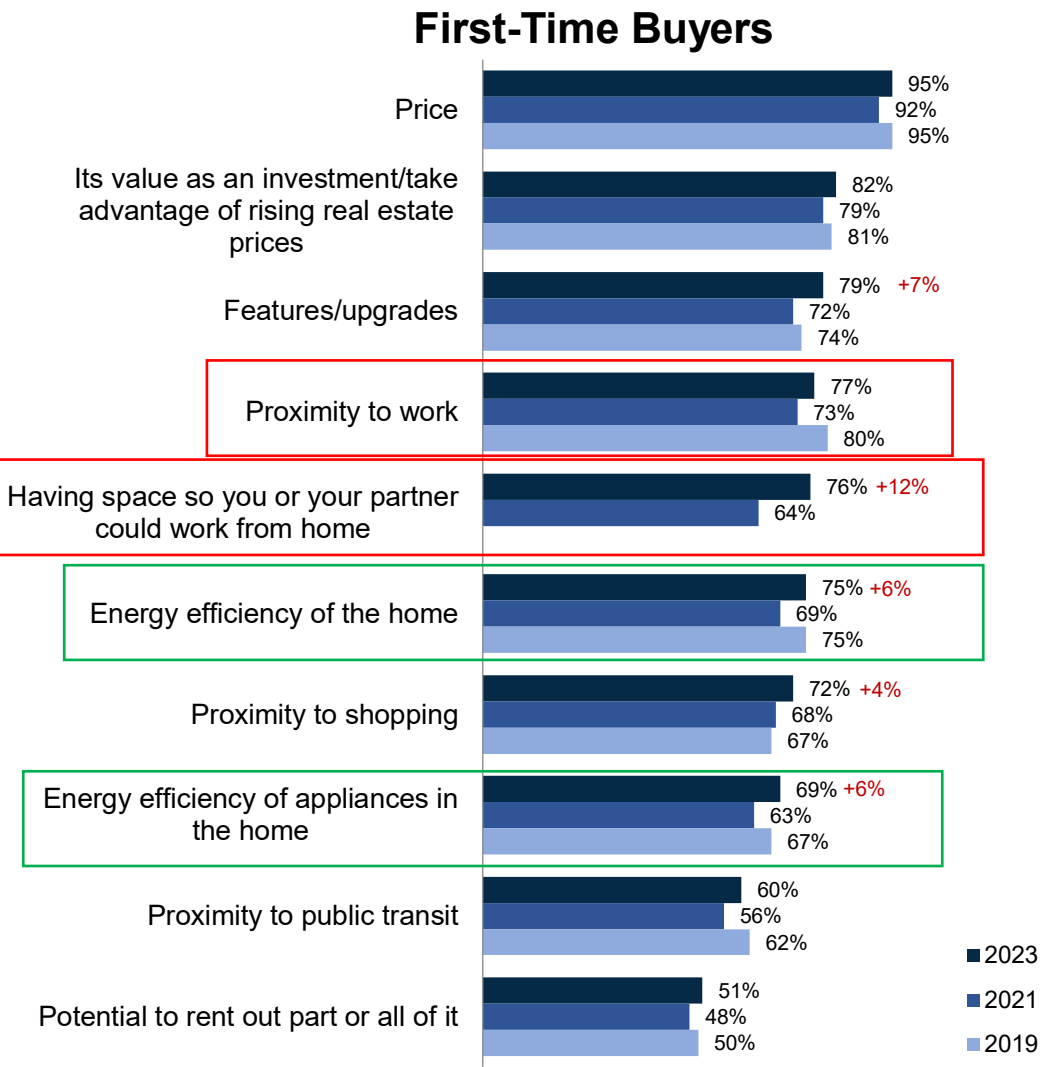 First-Time Buyers
Price
95%
92%
95%
Its value as an investment/take
advantage of rising real estate
prices
82%
79%
81%
Features/upgrades
79% +7%
72%
74%
Proximity to work
77%
73%
80%
Having space so you or your partner
could work from home
76% +12%
64%
Energy efficiency of the home
75% +6%
69%
75%
Proximity to shopping
72% +4%
68%
67%
Energy efficiency of appliances in
the home
69% +6%
63%
67%
Proximity to public transit
60%
56%
62%
Potential to rent out part or all of it
51%
48%
50%
2023
2021
2019